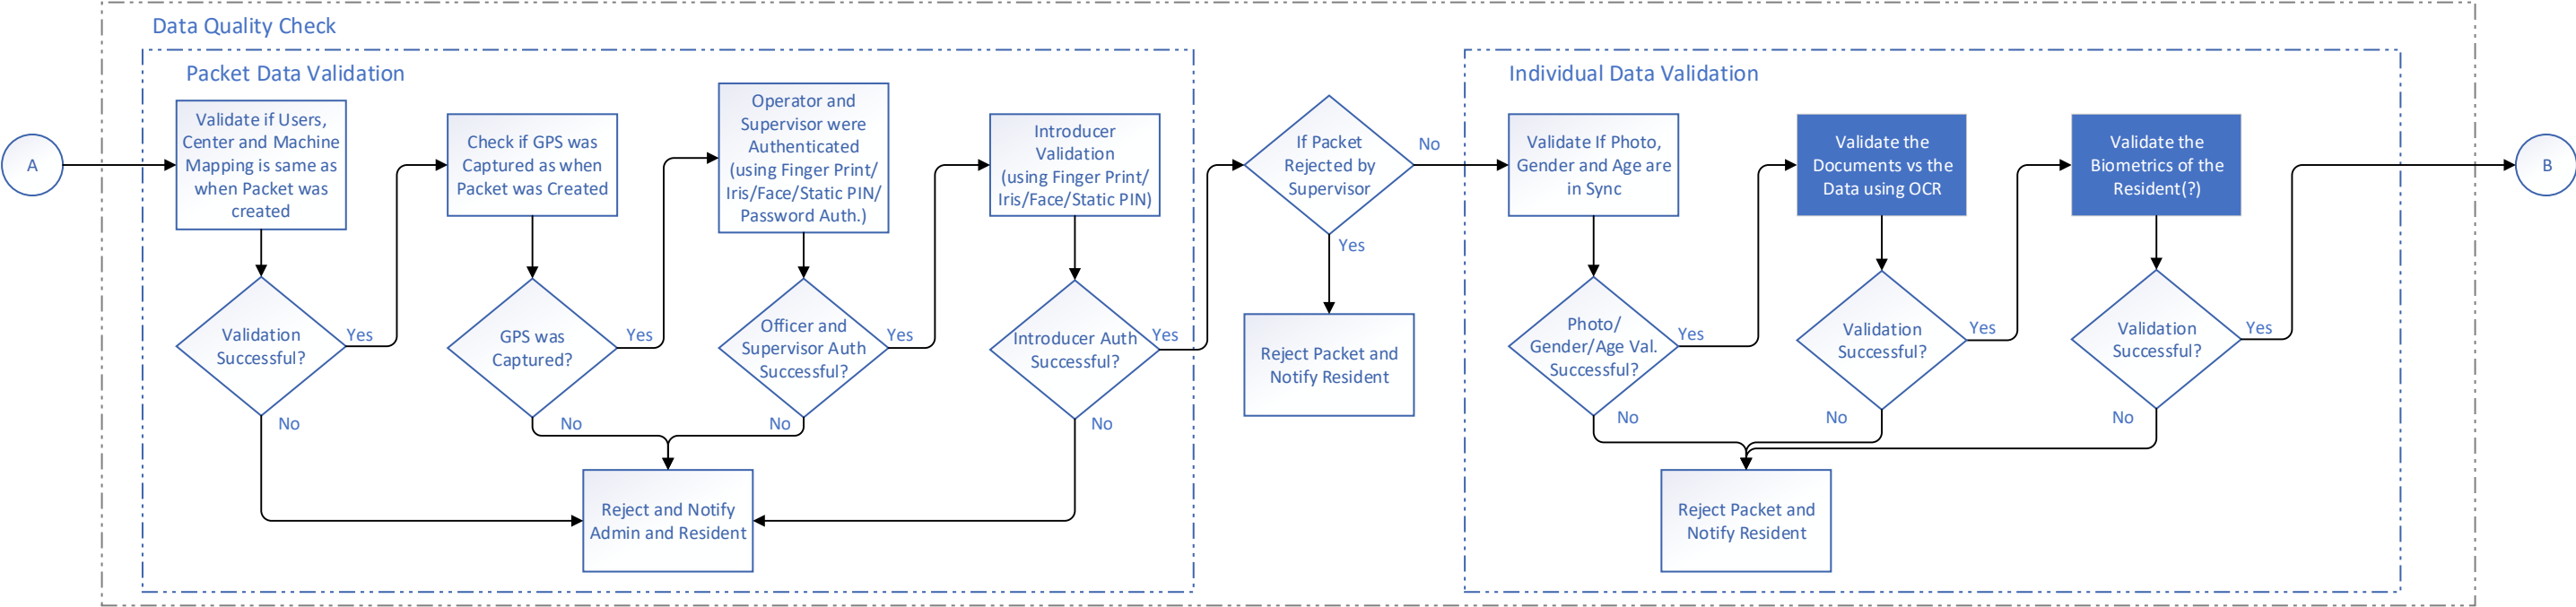 Data Quality Check
Packet Data Validation
A
Validate if Users,
Center and Machine
Mapping is same as
when Packet was
created
Validation
Successful?
Yes
No
Check if GPS was
Captured as when
Packet was Created
GPS was
Captured?
Yes
No
Operator and
Supervisor were
Authenticated
(using Finger Print/
Iris/Face/Static PIN/
Password Auth.)
Officer and
Supervisor Auth
Successful?
Yes
No
Introducer
Validation
(using Finger Print/
Iris/Face/Static PIN)
Introducer Auth
Successful?
Yes
No
Reject and Notify
Admin and Resident
If Packet
Rejected by
Supervisor
No
Yes
Reject Packet and
Notify Resident
Individual Data Validation
Validate If Photo,
Gender and Age are
in Sync
Photo/
Gender/Age Val.
Successful?
Yes
No
Validate the
Documents vs the
Data using OCR
Validation
Successful?
Yes
No
Validate the
Biometrics of the
Resident(?)
Validation
Successful?
Yes
No
Reject Packet and
Notify Resident
B